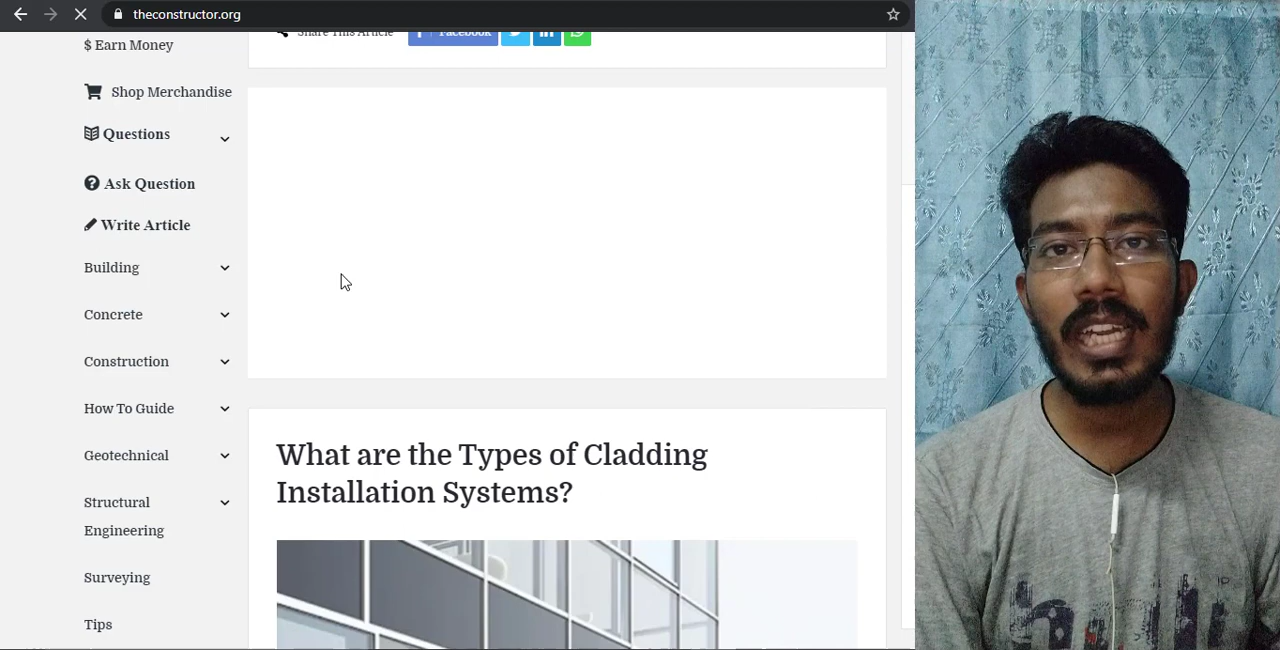 theconstructor.org
Share This Article
Facebook
$ Earn Money
Shop Merchandise
Questions
Ask Question
Write Article
Building
Concrete
Construction
How To Guide
Geotechnical
Structural
Engineering
Surveying
Tips
What are the Types of Cladding
Installation Systems?